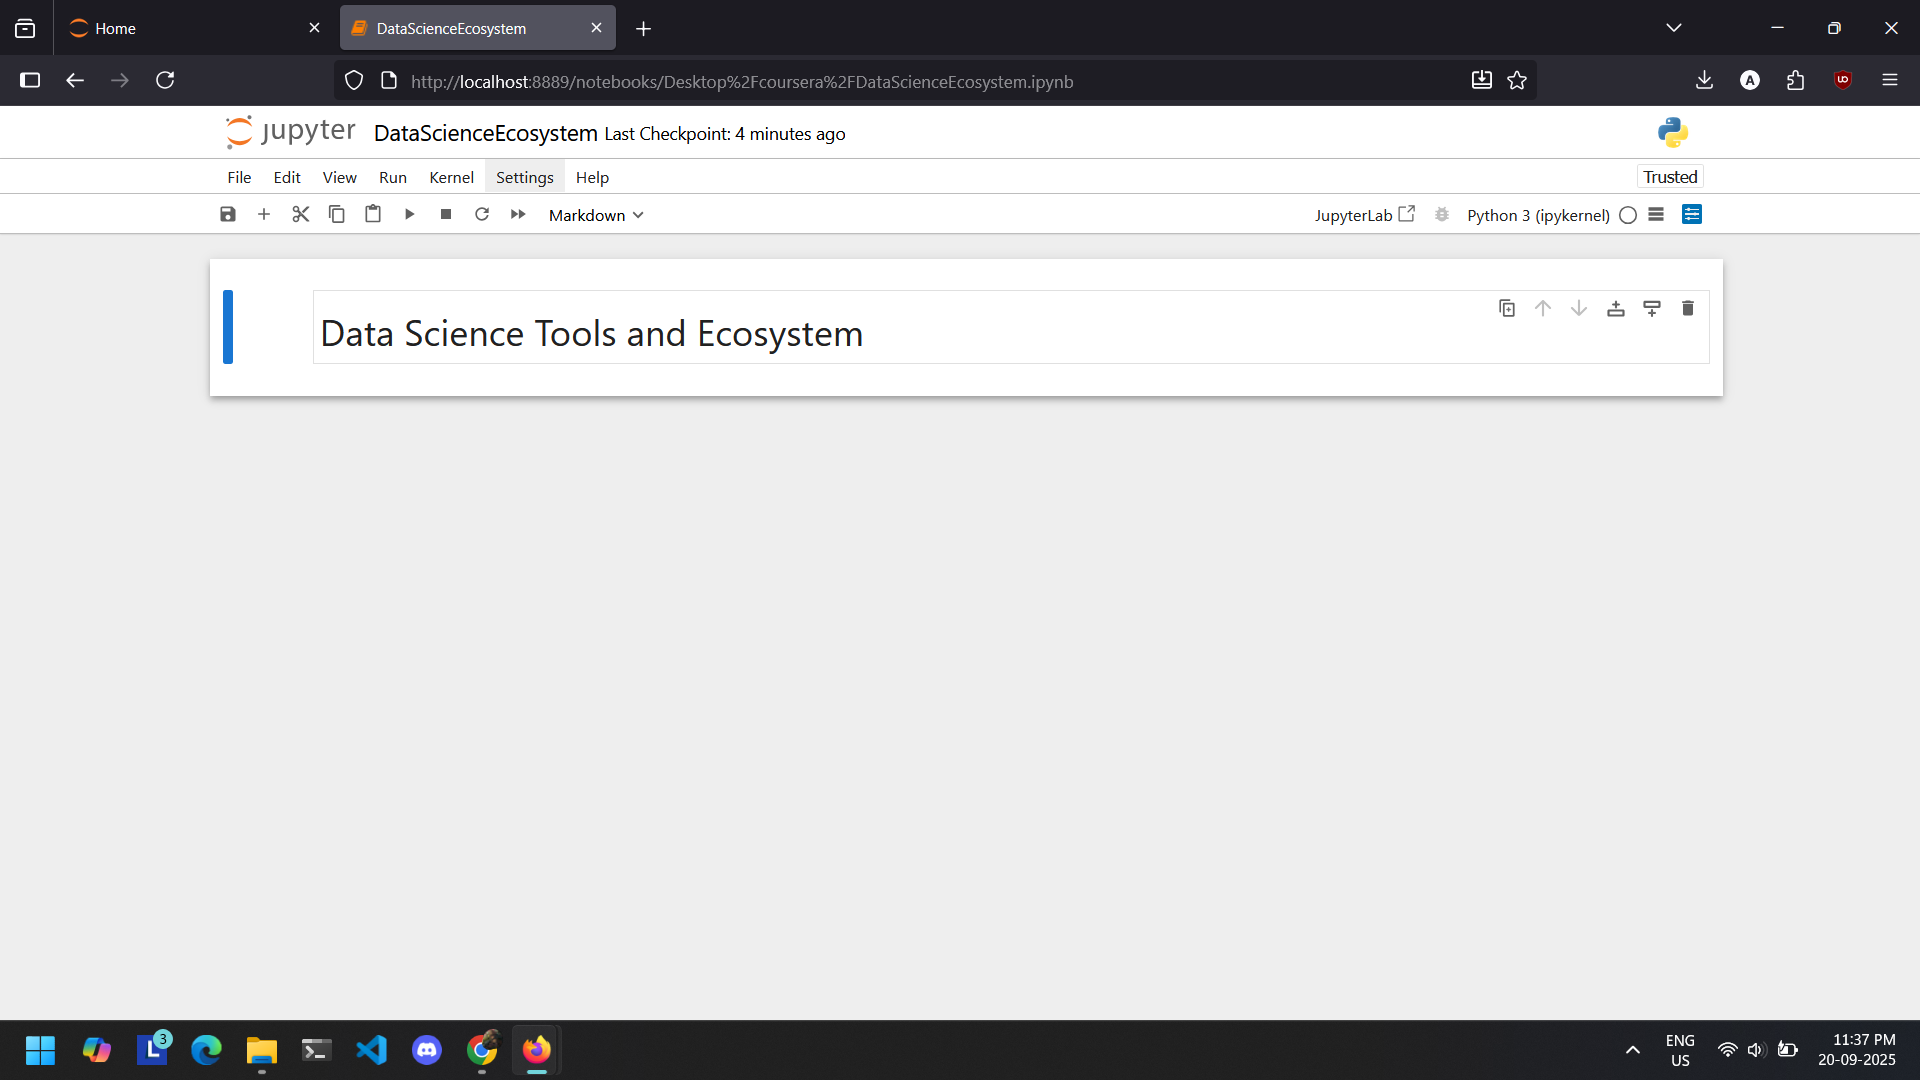 Home
DataScienceEcosystem
http://localhost:8889/notebooks/Desktop%2Fcoursera%2FDataScienceEcosystem.ipynb
A
jupyter DataScienceEcosystem Last Checkpoint: 4 minutes ago
File Edit View Run Kernel Settings Help
Trusted
Markdown
JupyterLab
Python 3 (ipykernel)
Data Science Tools and Ecosystem
L 3
ENG
US
11:37 PM
20-09-2025